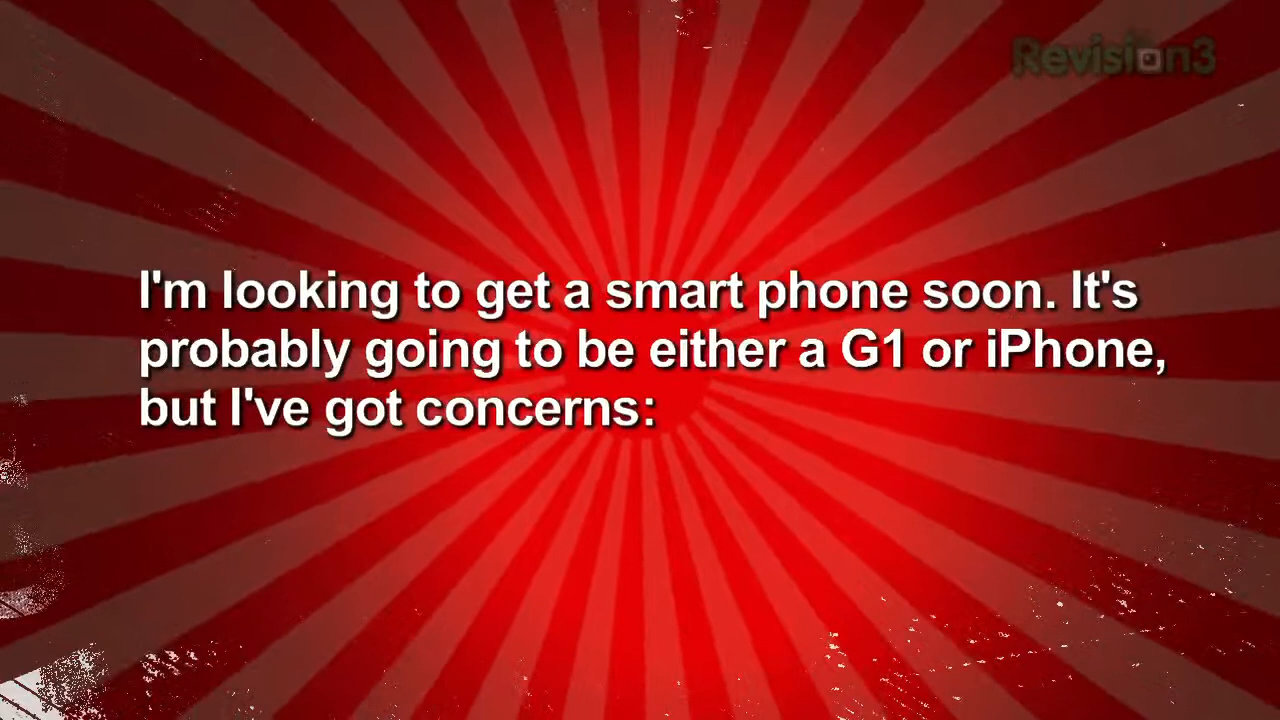 Revision3
I'm looking to get a smart phone soon. It's
probably going to be either a G1 or iPhone,
but I've got concerns: